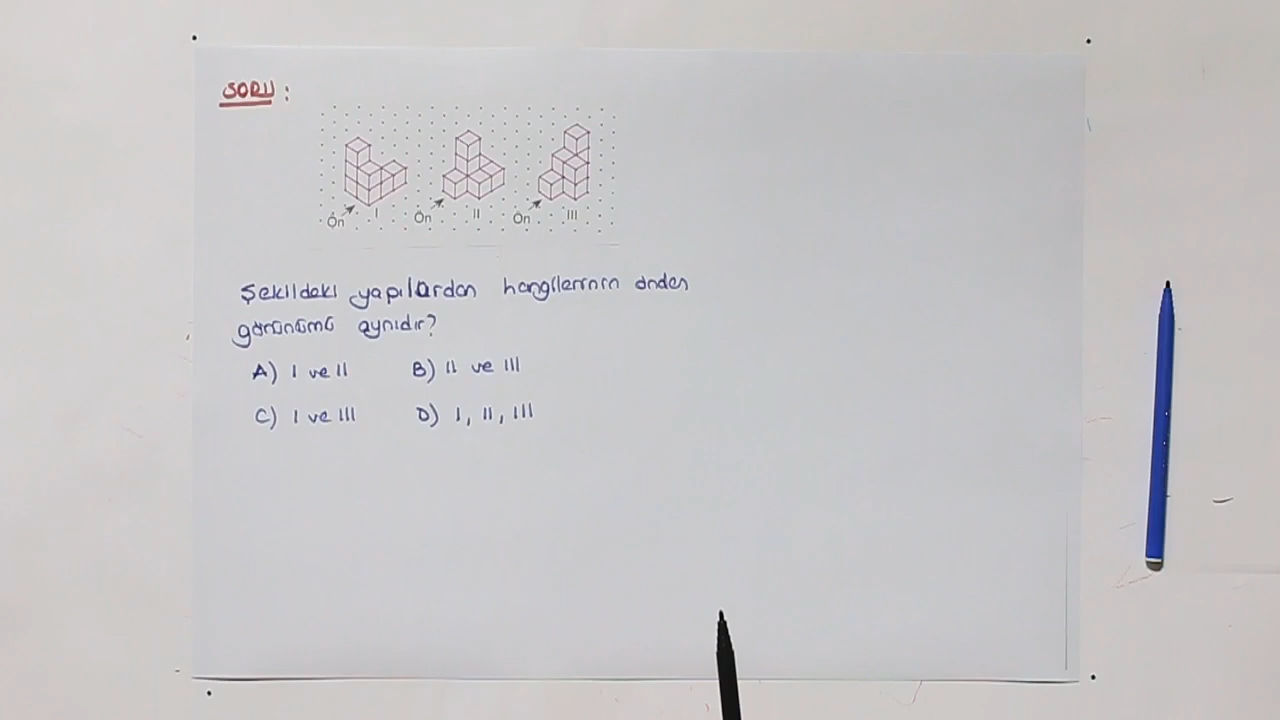 SORU :
I II III
Ön Ön Ön
Şekildeki yapılardan hangilerinin önden
görünümü aynıdır?
A) I ve II B) II ve III
C) I ve III D) I, II, III